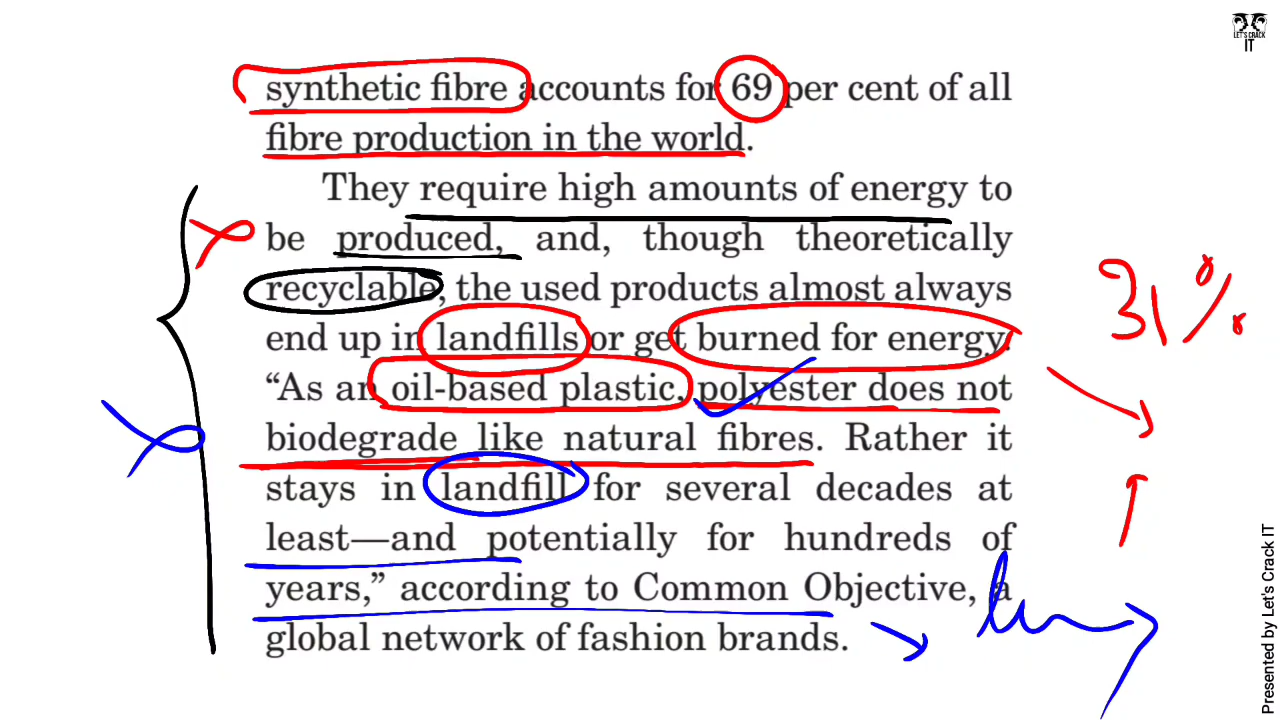 LET'S CRACK
IT
synthetic fibre accounts for 69 per cent of all
fibre production in the world.
They require high amounts of energy to
be produced, and, though theoretically
recyclable, the used products almost always
end up in landfills or get burned for energy.
“As an oil-based plastic, polyester does not
biodegrade like natural fibres. Rather it
stays in landfill for several decades at
least—and potentially for hundreds of
years,” according to Common Objective, a
global network of fashion brands.
31%
Presented by Let's Crack IT